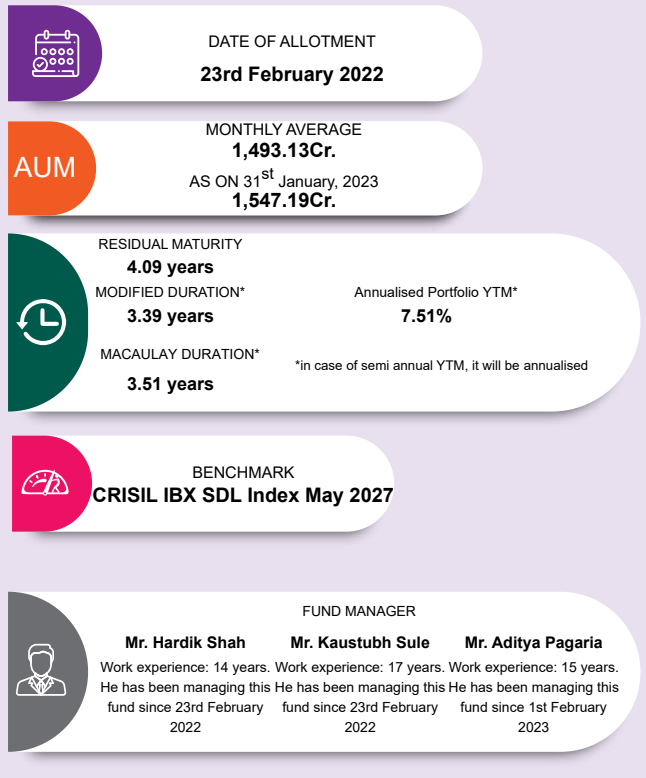 DATE OF ALLOTMENT
23rd February 2022
AUM
MONTHLY AVERAGE
1,493.13Cr.
AS ON 31st January, 2023
1,547.19Cr.
RESIDUAL MATURITY
4.09 years
MODIFIED DURATION*
3.39 years
Annualised Portfolio YTM*
7.51%
MACAULAY DURATION*
3.51 years
*in case of semi annual YTM, it will be annualised
BENCHMARK
CRISIL IBX SDL Index May 2027
FUND MANAGER
Mr. Hardik Shah
Work experience: 14 years.
He has been managing this
fund since 23rd February
2022
Mr. Kaustubh Sule
Work experience: 17 years.
He has been managing this
fund since 23rd February
2022
Mr. Aditya Pagaria
Work experience: 15 years.
He has been managing this
fund since 1st February
2023